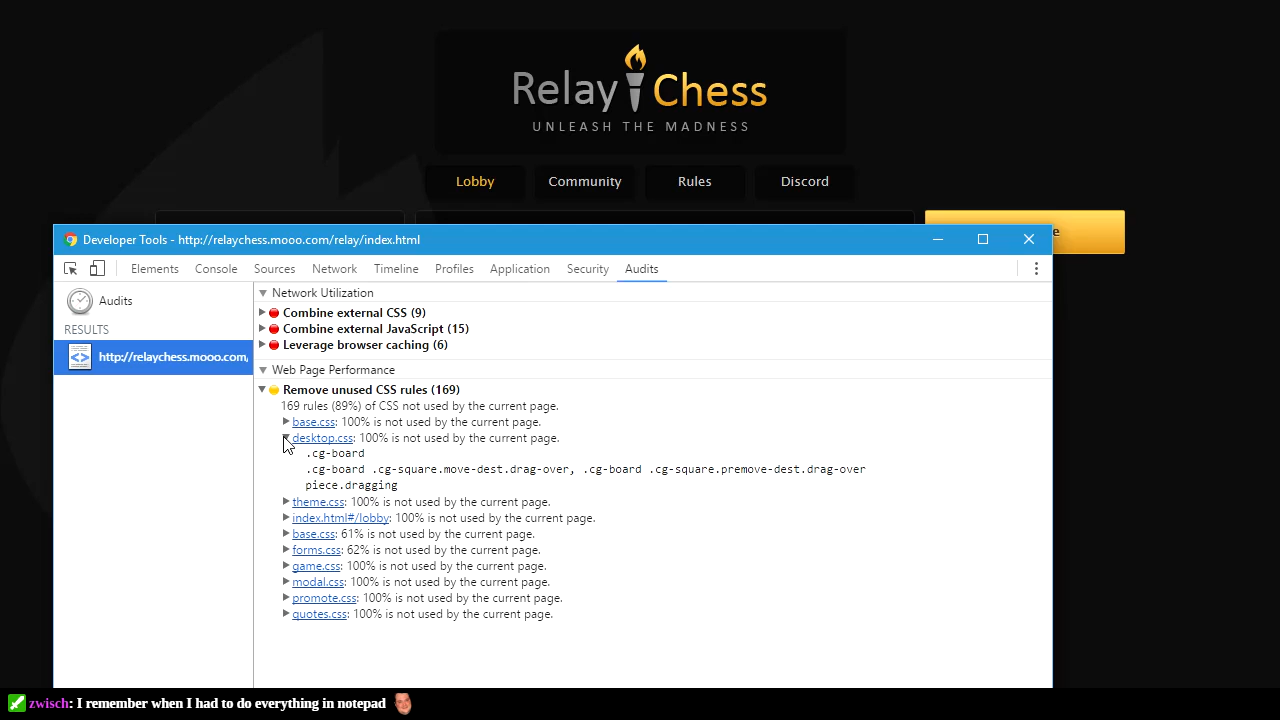 Relay Chess
UNLEASH THE MADNESS
Lobby Community Rules Discord
e
Developer Tools - http://relaychess.mooo.com/relay/index.html
Elements Console Sources Network Timeline Profiles Application Security Audits
Audits
RESULTS
http://relaychess.mooo.com,
Network Utilization
Combine external CSS (9)
Combine external JavaScript (15)
Leverage browser caching (6)
Web Page Performance
Remove unused CSS rules (169)
169 rules (89%) of CSS not used by the current page.
base.css: 100% is not used by the current page.
desktop.css: 100% is not used by the current page.
.cg-board
.cg-board .cg-square.move-dest.drag-over, .cg-board .cg-square.premove-dest.drag-over
piece.dragging
theme.css: 100% is not used by the current page.
index.html#/lobby: 100% is not used by the current page.
base.css: 61% is not used by the current page.
forms.css: 62% is not used by the current page.
game.css: 100% is not used by the current page.
modal.css: 100% is not used by the current page.
promote.css: 100% is not used by the current page.
quotes.css: 100% is not used by the current page.
zwisch: I remember when I had to do everything in notepad